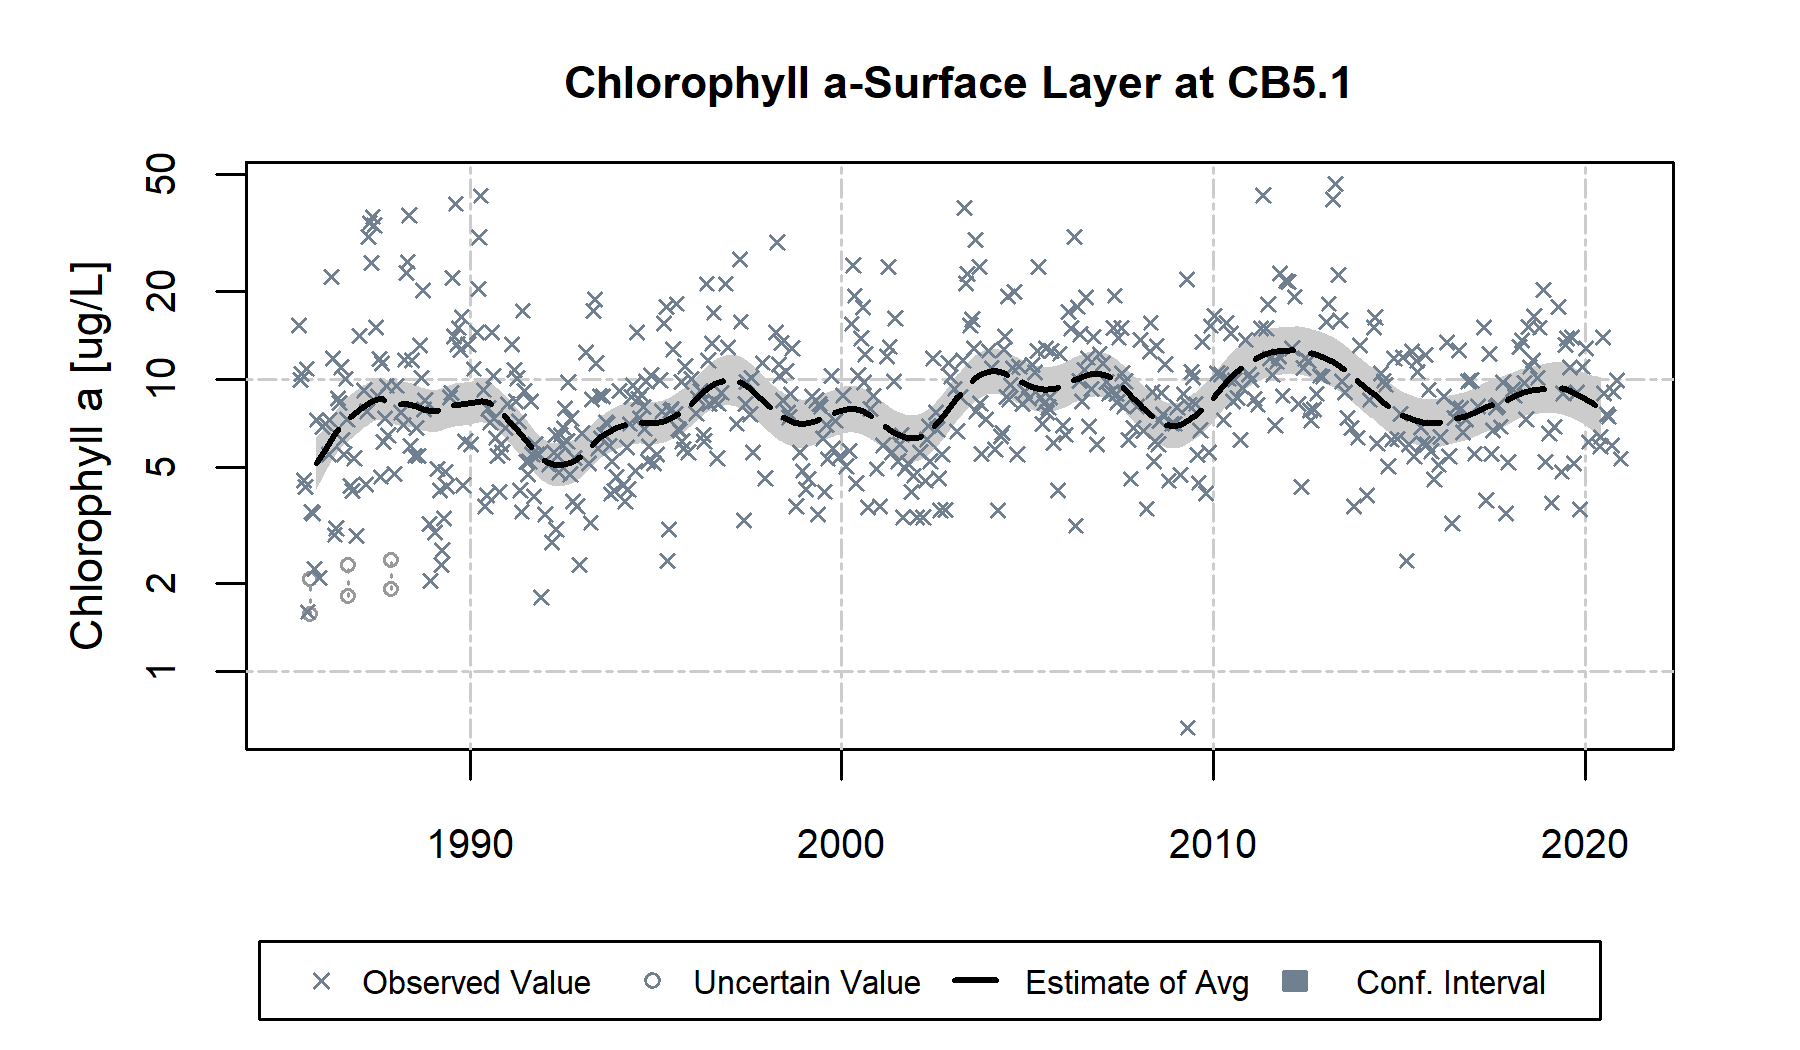 Chlorophyll a-Surface Layer at CB5.1
Chlorophyll a [ug/L]
50
20
10
5
2
1
1990 2000 2010 2020
Observed Value Uncertain Value Estimate of Avg Conf. Interval